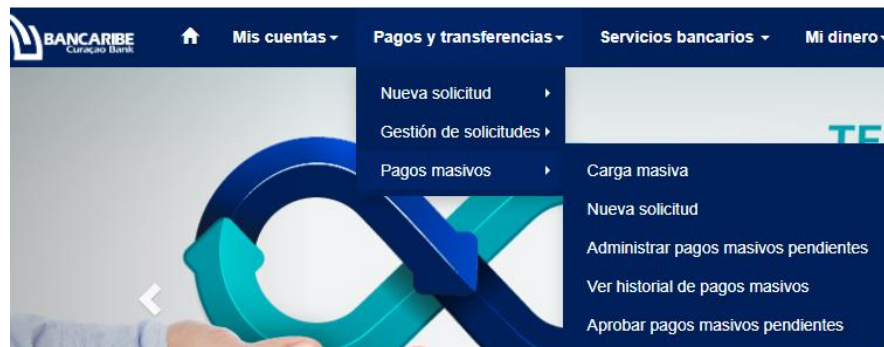 BANCARIBE
Curaçao Bank
Mis cuentas
Pagos y transferencias
Servicios bancarios
Mi dinero
Nueva solicitud
Gestión de solicitudes
Pagos masivos
Carga masiva
Nueva solicitud
Administrar pagos masivos pendientes
Ver historial de pagos masivos
Aprobar pagos masivos pendientes
TE